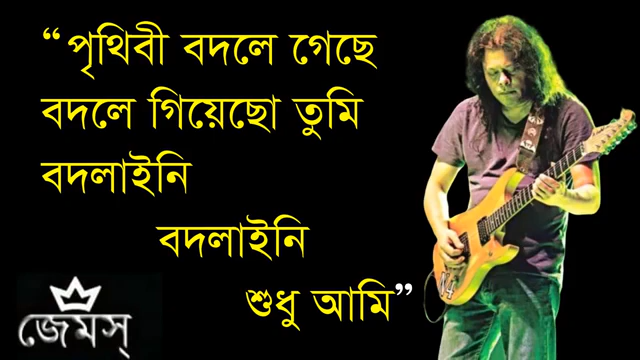 “পৃথিবী বদলে গেছে
বদলে গিয়েছো তুমি
বদলাইনি
বদলাইনি
শুধু আমি”
জেমস্